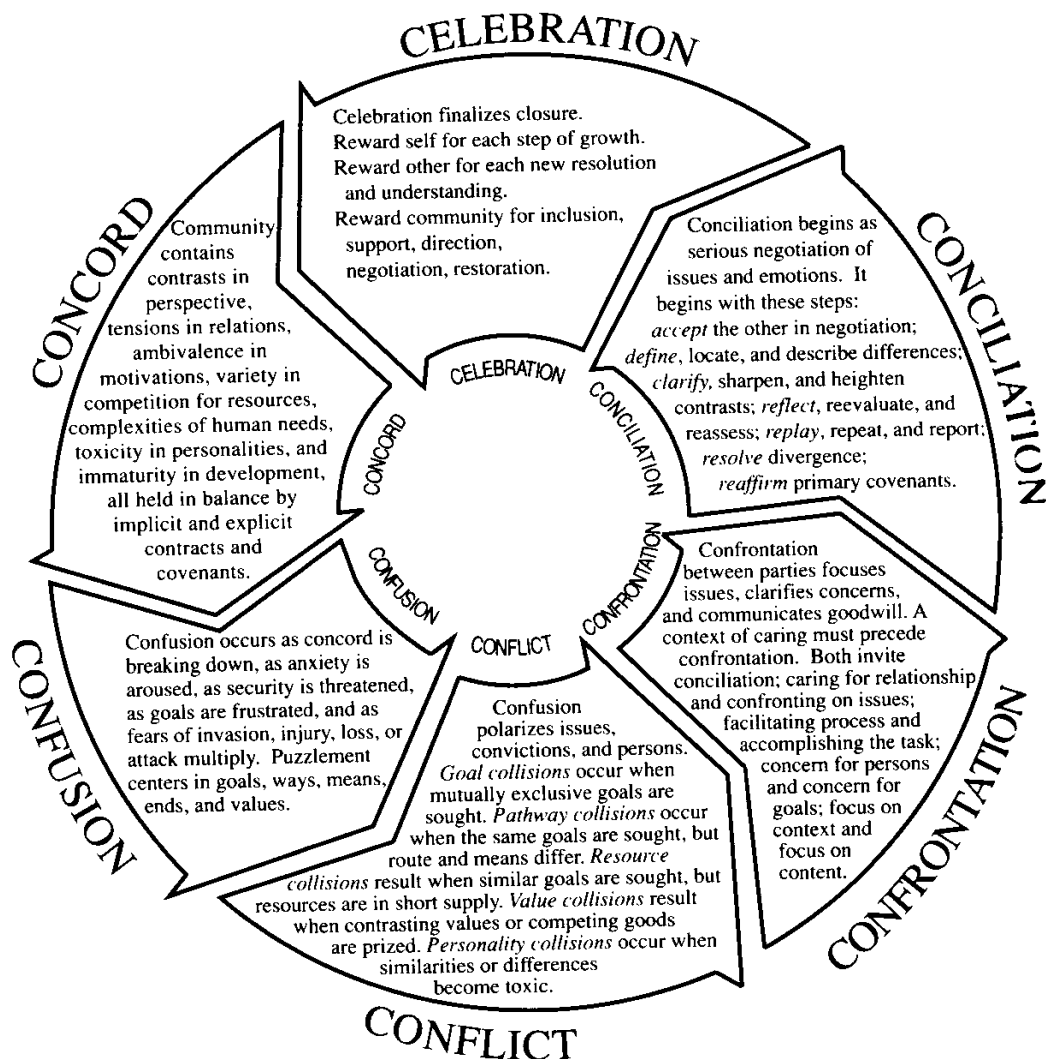 CELEBRATION
Celebration finalizes closure.
Reward self for each step of growth.
Reward other for each new resolution
and understanding.
Reward community for inclusion,
support, direction,
negotiation, restoration.
CONCILIATION
Conciliation begins as
serious negotiation of
issues and emotions. It
begins with these steps:
accept the other in negotiation;
define, locate, and describe differences;
clarify, sharpen, and heighten
contrasts; reflect, reevaluate, and
reassess; replay, repeat, and report;
resolve divergence;
reaffirm primary covenants.
CONFRONTATION
Confrontation
between parties focuses
issues, clarifies concerns,
and communicates goodwill. A
context of caring must precede
confrontation. Both invite
conciliation; caring for relationship
and confronting on issues;
facilitating process and
accomplishing the task;
concern for persons
and concern for
goals; focus on
context and
focus on
content.
CONFLICT
Confusion
polarizes issues,
convictions, and persons.
Goal collisions occur when
mutually exclusive goals are
sought. Pathway collisions occur
when the same goals are sought, but
route and means differ. Resource
collisions result when similar goals are sought, but
resources are in short supply. Value collisions result
when contrasting values or competing goods
are prized. Personality collisions occur when
similarities or differences
become toxic.
CONFUSION
Confusion occurs as concord is
breaking down, as anxiety is
aroused, as security is threatened,
as goals are frustrated, and as
fears of invasion, injury, loss, or
attack multiply. Puzzlement
centers in goals, ways, means,
ends, and values.
CONCORD
Community
contains
contrasts in
perspective,
tensions in relations,
ambivalence in
motivations, variety in
competition for resources,
complexities of human needs,
toxicity in personalities, and
immaturity in development,
all held in balance by
implicit and explicit
contracts and
covenants.
CELEBRATION
CONCILIATION
CONFRONTATION
CONFLICT
CONFUSION
CONCORD